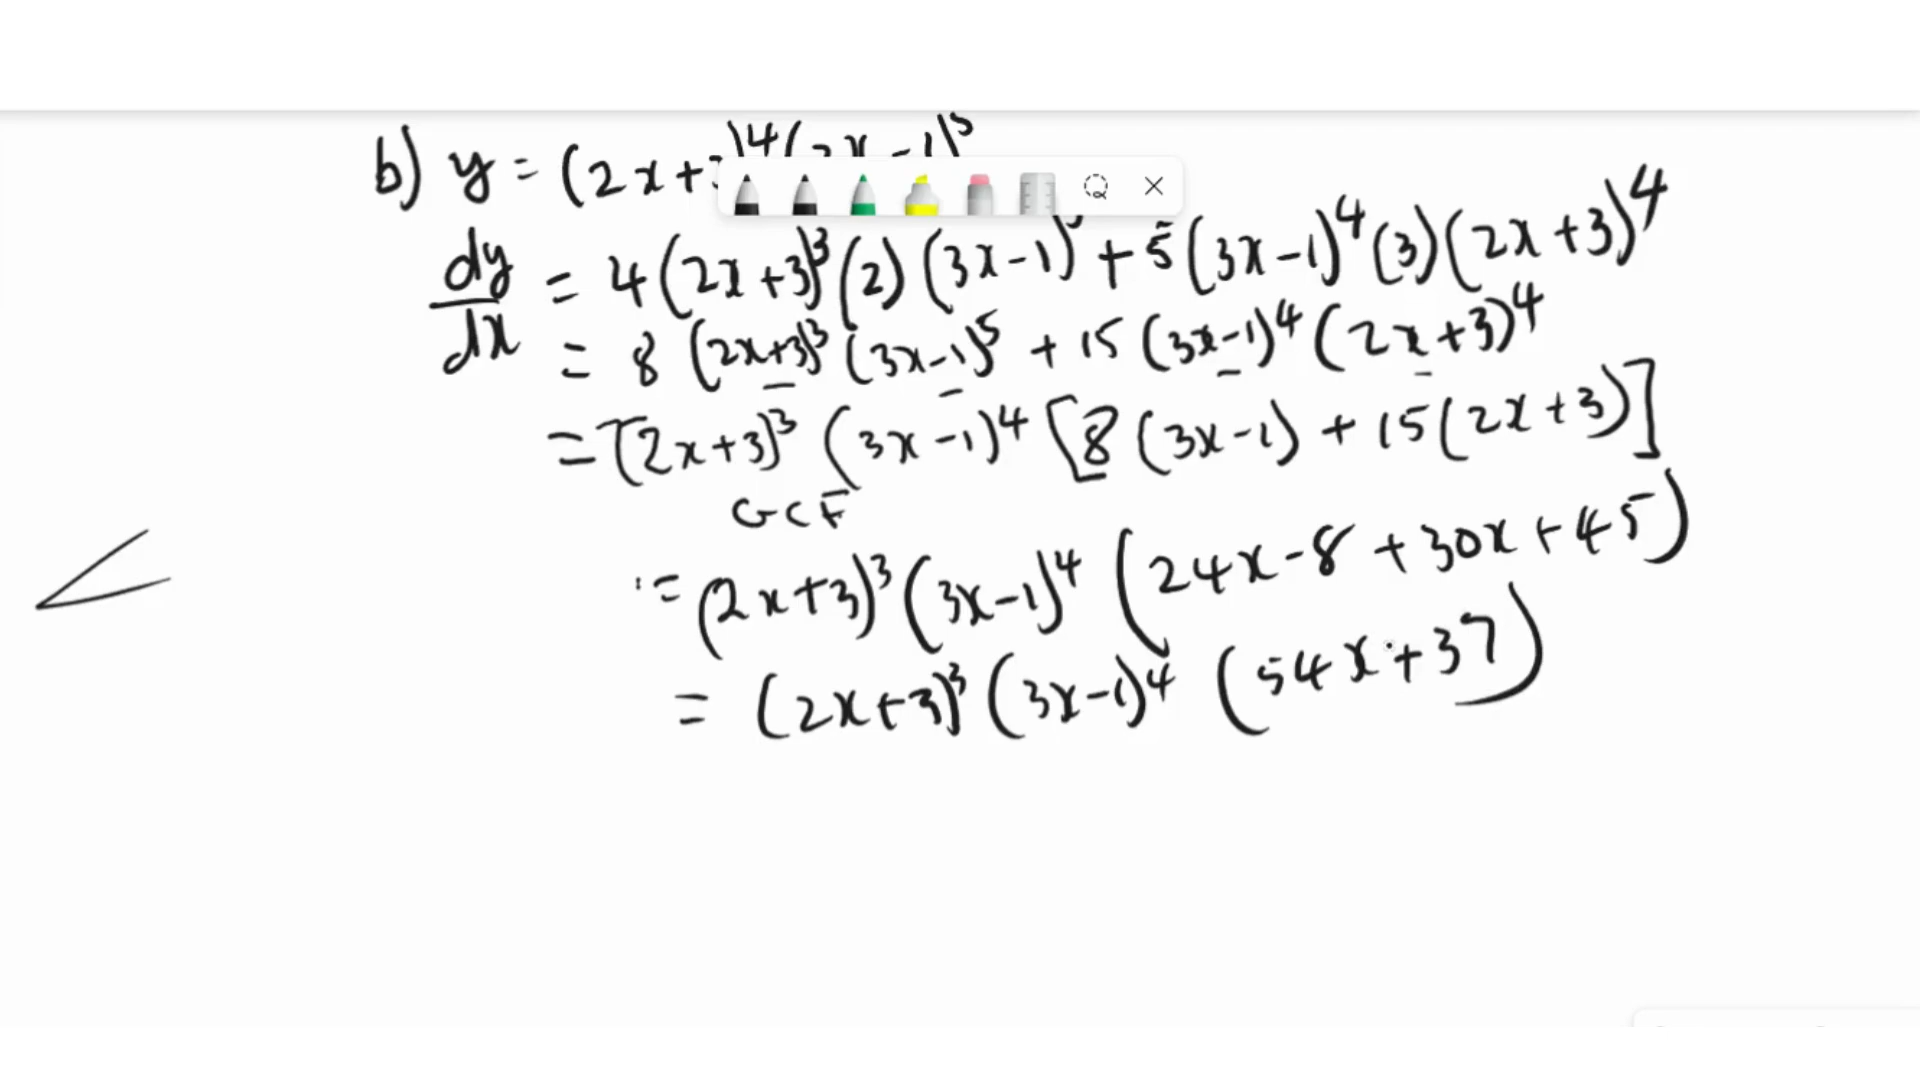 b) y = (2x+3)^4(3x-1)^5
dy/dx = 4(2x+3)^3(2)(3x-1)^5 + 5(3x-1)^4(3)(2x+3)^4
= 8(2x+3)^3(3x-1)^5 + 15(3x-1)^4(2x+3)^4
= (2x+3)^3(3x-1)^4[8(3x-1) + 15(2x+3)]
GCF
= (2x+3)^3(3x-1)^4(24x-8+30x+45)
= (2x+3)^3(3x-1)^4(54x+37)